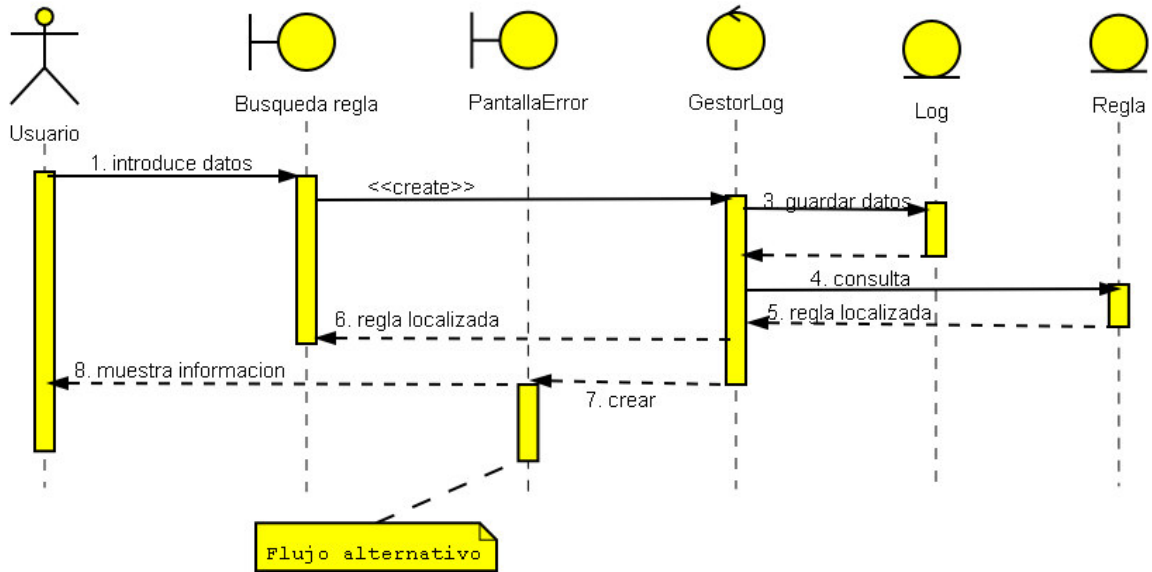 Usuario
Busqueda regla
PantallaError
GestorLog
Log
Regla
1. introduce datos
<<create>>
3. guardar datos
4. consulta
5. regla localizada
6. regla localizada
7. crear
8. muestra informacion
Flujo alternativo